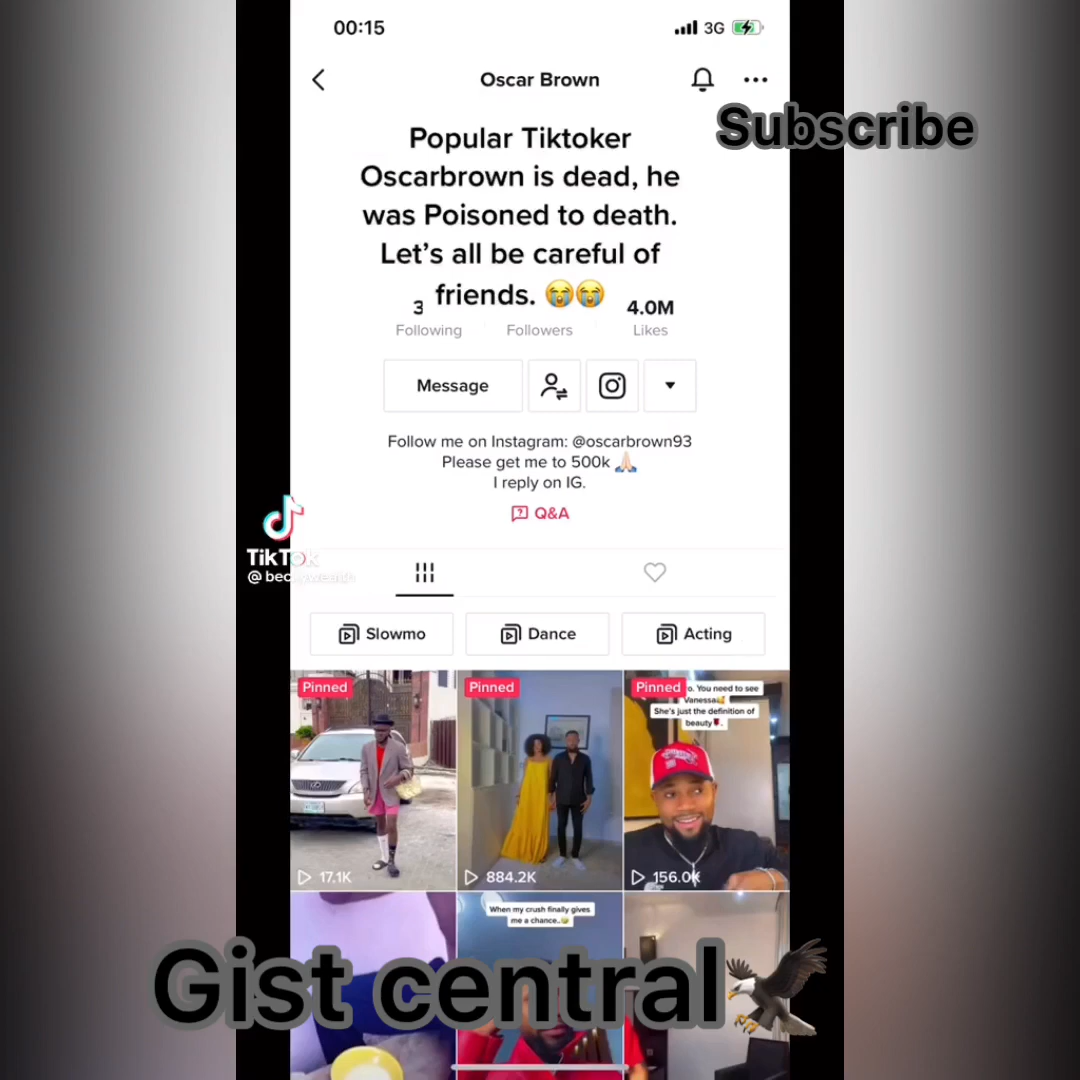 00:15
3G
Oscar Brown
Subscribe
Popular Tiktoker
Oscarbrown is dead, he
was Poisoned to death.
Let's all be careful of
friends. 😭😭
3
4.0M
Following
Followers
Likes
Message
Follow me on Instagram: @oscarbrown93
Please get me to 500k 🙏🏻
I reply on IG.
Q&A
TikTok
Slowmo
Dance
Acting
Pinned
Pinned
Pinned
o. You need to see
Vanessa🥰
She's just the definition of
beauty🌹.
17.1K
884.2K
156.0K
When my crush finally gives
me a chance..
Gist central🦅